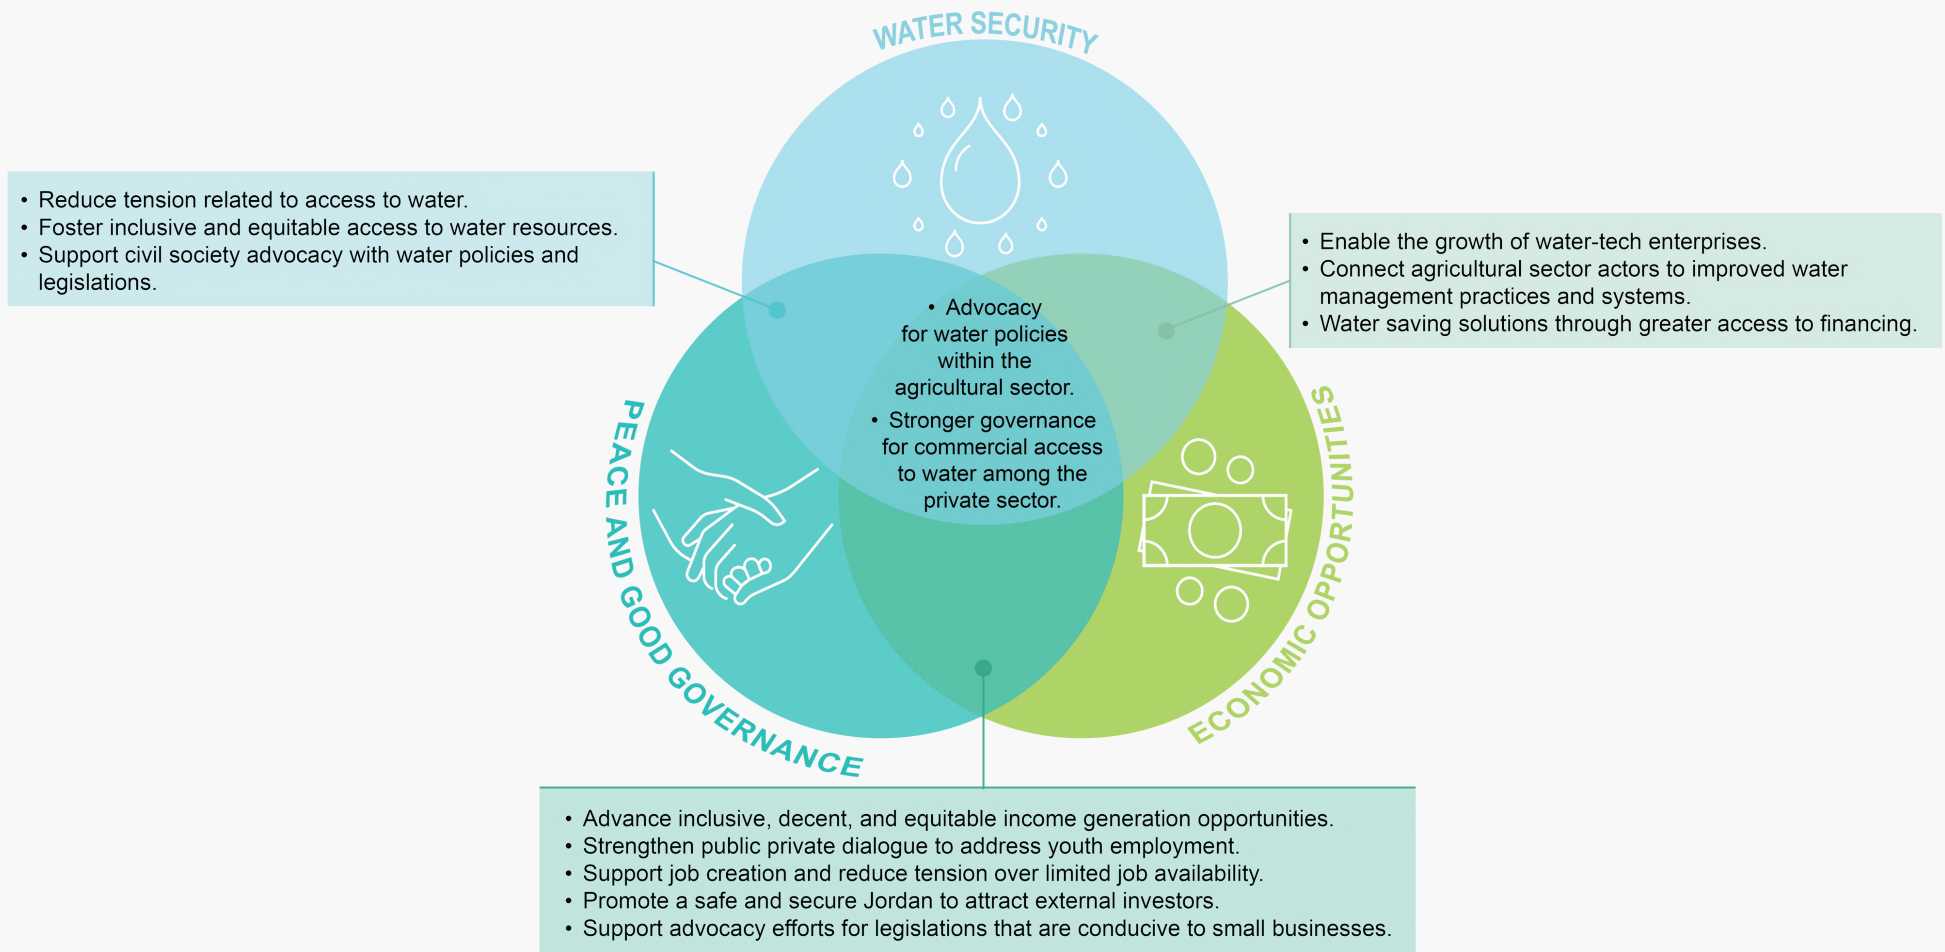 WATER SECURITY
• Reduce tension related to access to water.
• Foster inclusive and equitable access to water resources.
• Support civil society advocacy with water policies and
legislations.
• Enable the growth of water-tech enterprises.
• Connect agricultural sector actors to improved water
management practices and systems.
• Water saving solutions through greater access to financing.
• Advocacy
for water policies
within the
agricultural sector.
• Stronger governance
for commercial access
to water among the
private sector.
PEACE AND GOOD GOVERNANCE
ECONOMIC OPPORTUNITIES
• Advance inclusive, decent, and equitable income generation opportunities.
• Strengthen public private dialogue to address youth employment.
• Support job creation and reduce tension over limited job availability.
• Promote a safe and secure Jordan to attract external investors.
• Support advocacy efforts for legislations that are conducive to small businesses.